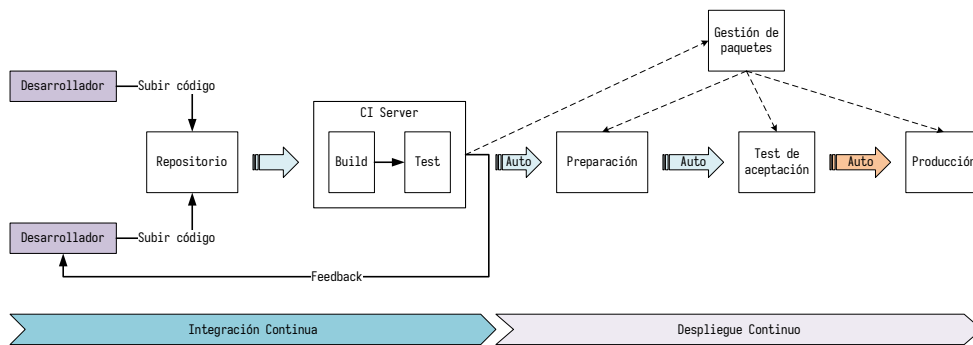 Gestión de
paquetes
Desarrollador
Subir código
CI Server
Repositorio
Build
Test
Auto
Preparación
Auto
Test de
aceptación
Auto
Producción
Desarrollador
Subir código
Feedback
Integración Continua
Despliegue Continuo